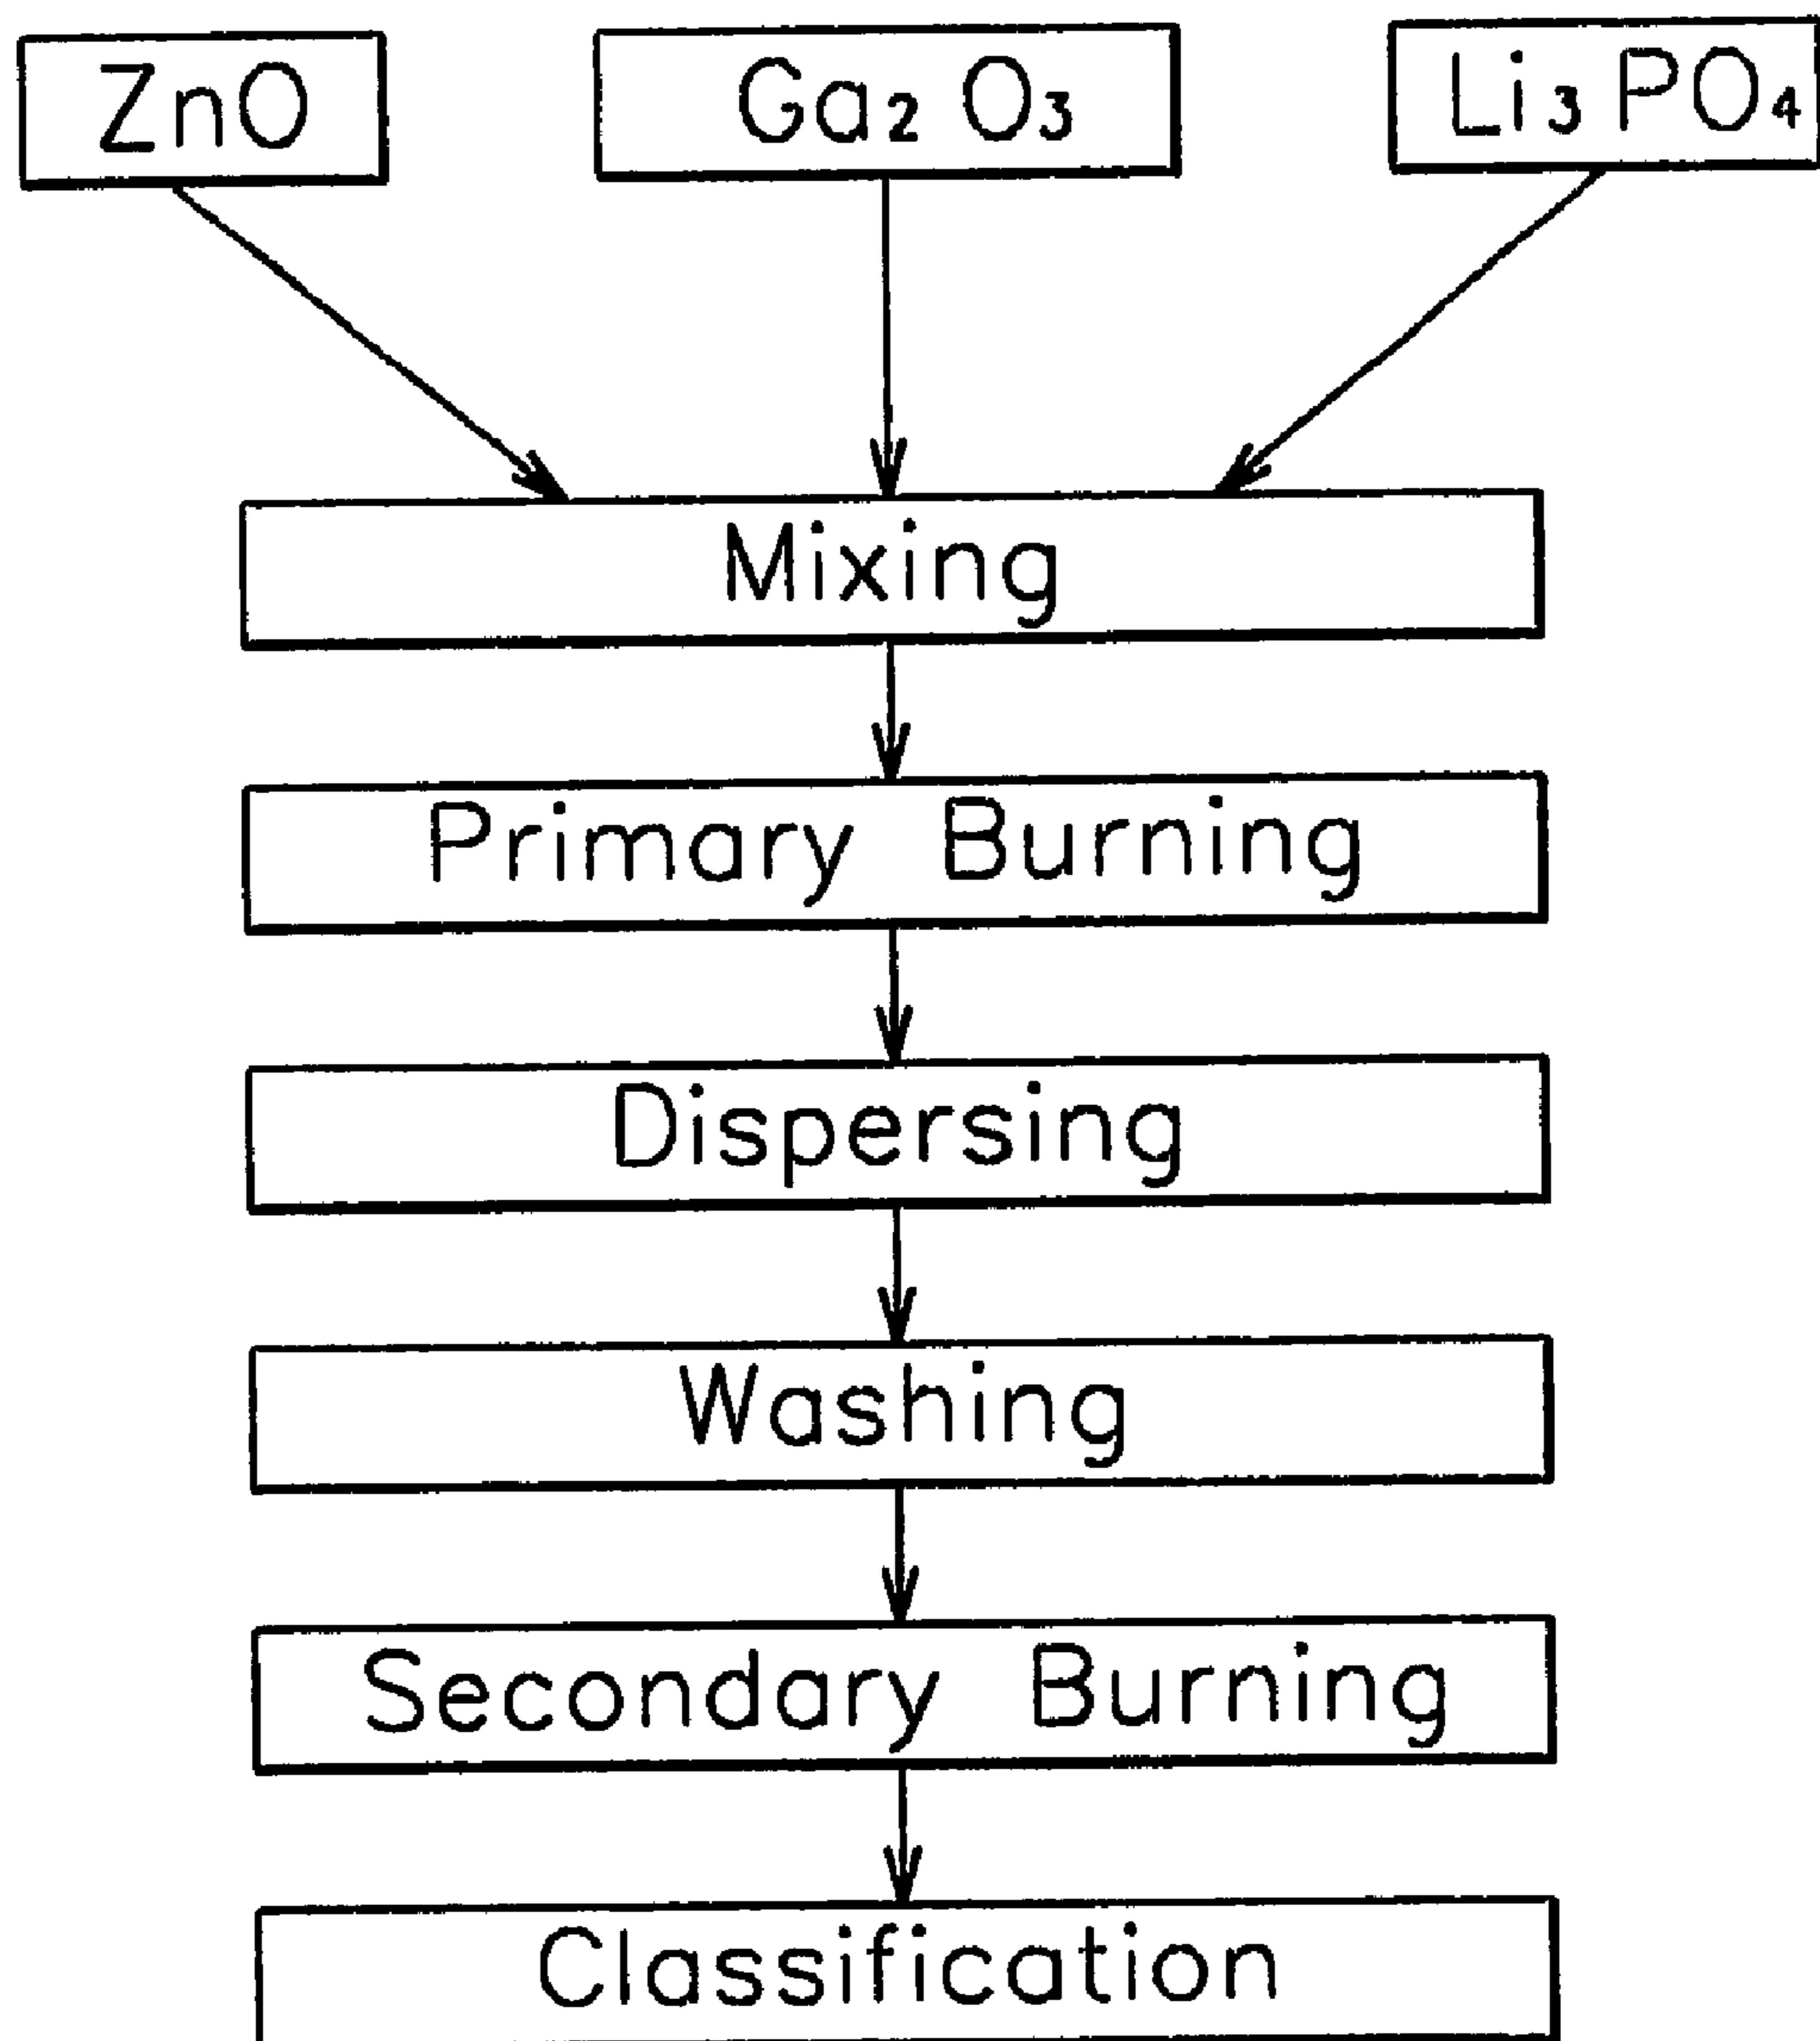 ZnO Ga₂O₃ Li₃PO₄
Mixing
Primary Burning
Dispersing
Washing
Secondary Burning
Classification